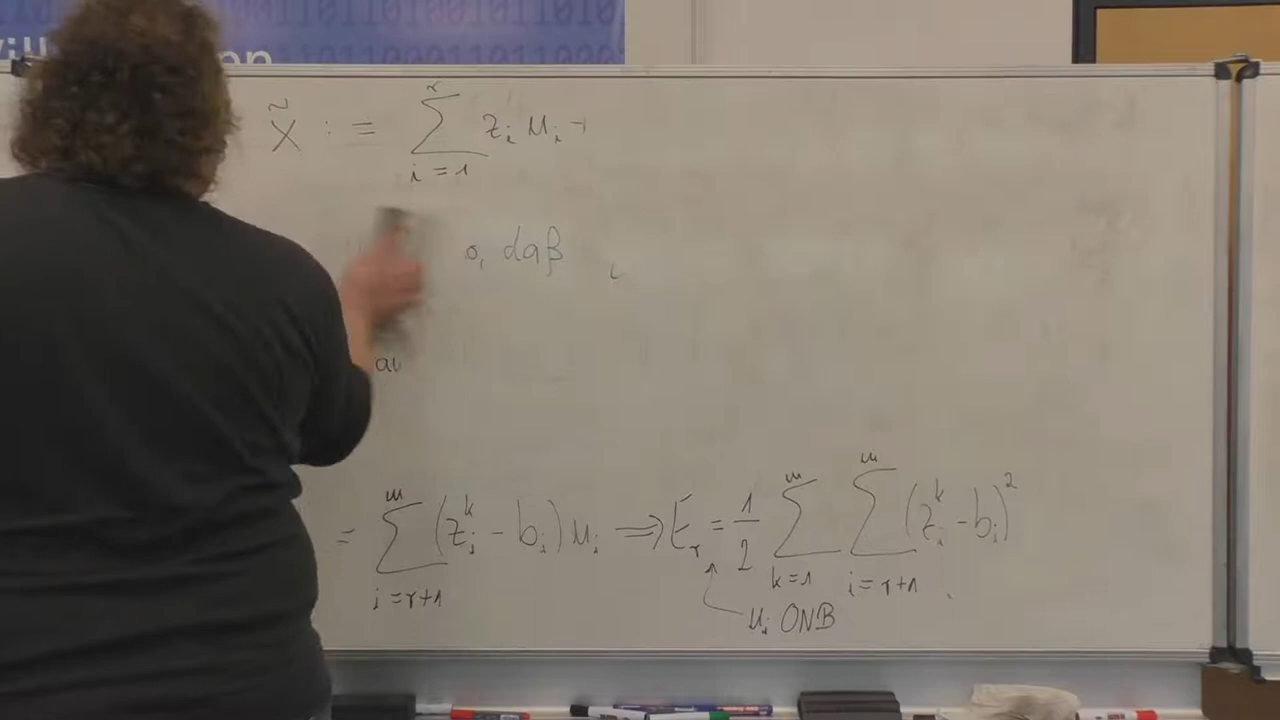 X̃ := ∑_{i=1}^{r} z_i u_i
daß
= ∑_{i=r+1}^{m} (z_i^k - b_i) u_i ⟹ E_r = 1/2 ∑_{k=1}^{m} ∑_{i=r+1}^{m} (z_i^k - b_i)^2
u_i ONB